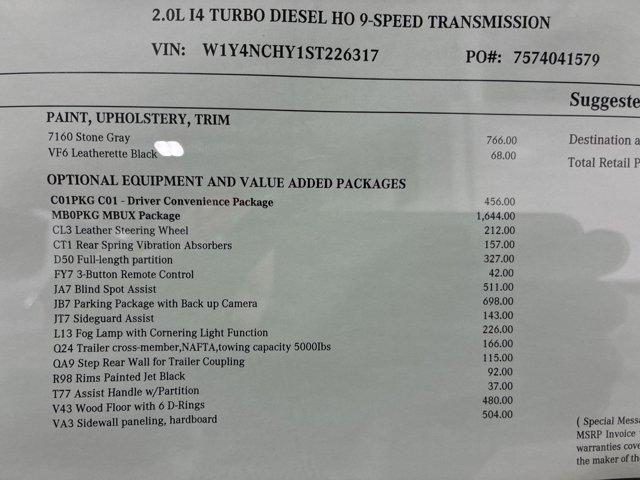 2.0L I4 TURBO DIESEL HO 9-SPEED TRANSMISSION
VIN: W1Y4NCHY1ST226317 PO#: 7574041579
Suggeste
PAINT, UPHOLSTERY, TRIM
7160 Stone Gray 766.00 Destination a
VF6 Leatherette Black 68.00 Total Retail P
OPTIONAL EQUIPMENT AND VALUE ADDED PACKAGES
C01PKG C01 - Driver Convenience Package 456.00
MB0PKG MBUX Package 1,644.00
CL3 Leather Steering Wheel 212.00
CT1 Rear Spring Vibration Absorbers 157.00
D50 Full-length partition 327.00
FY7 3-Button Remote Control 42.00
JA7 Blind Spot Assist 511.00
JB7 Parking Package with Back up Camera 698.00
JT7 Sideguard Assist 143.00
L13 Fog Lamp with Cornering Light Function 226.00
Q24 Trailer cross-member,NAFTA,towing capacity 5000lbs 166.00
QA9 Step Rear Wall for Trailer Coupling 115.00
R98 Rims Painted Jet Black 92.00
T77 Assist Handle w/Partition 37.00
V43 Wood Floor with 6 D-Rings 480.00
VA3 Sidewall paneling, hardboard 504.00
( Special Messa
MSRP Invoice
warranties cove
the maker of the